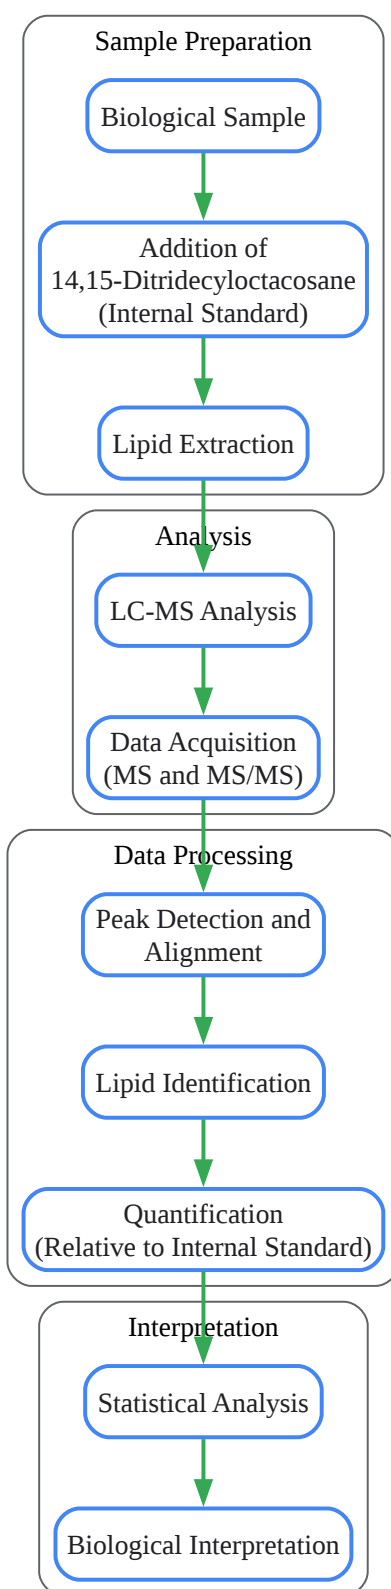 Sample Preparation
Biological Sample
Addition of
14,15-Ditridecyloctacosane
(Internal Standard)
Lipid Extraction
Analysis
LC-MS Analysis
Data Acquisition
(MS and MS/MS)
Data Processing
Peak Detection and
Alignment
Lipid Identification
Quantification
(Relative to Internal Standard)
Interpretation
Statistical Analysis
Biological Interpretation